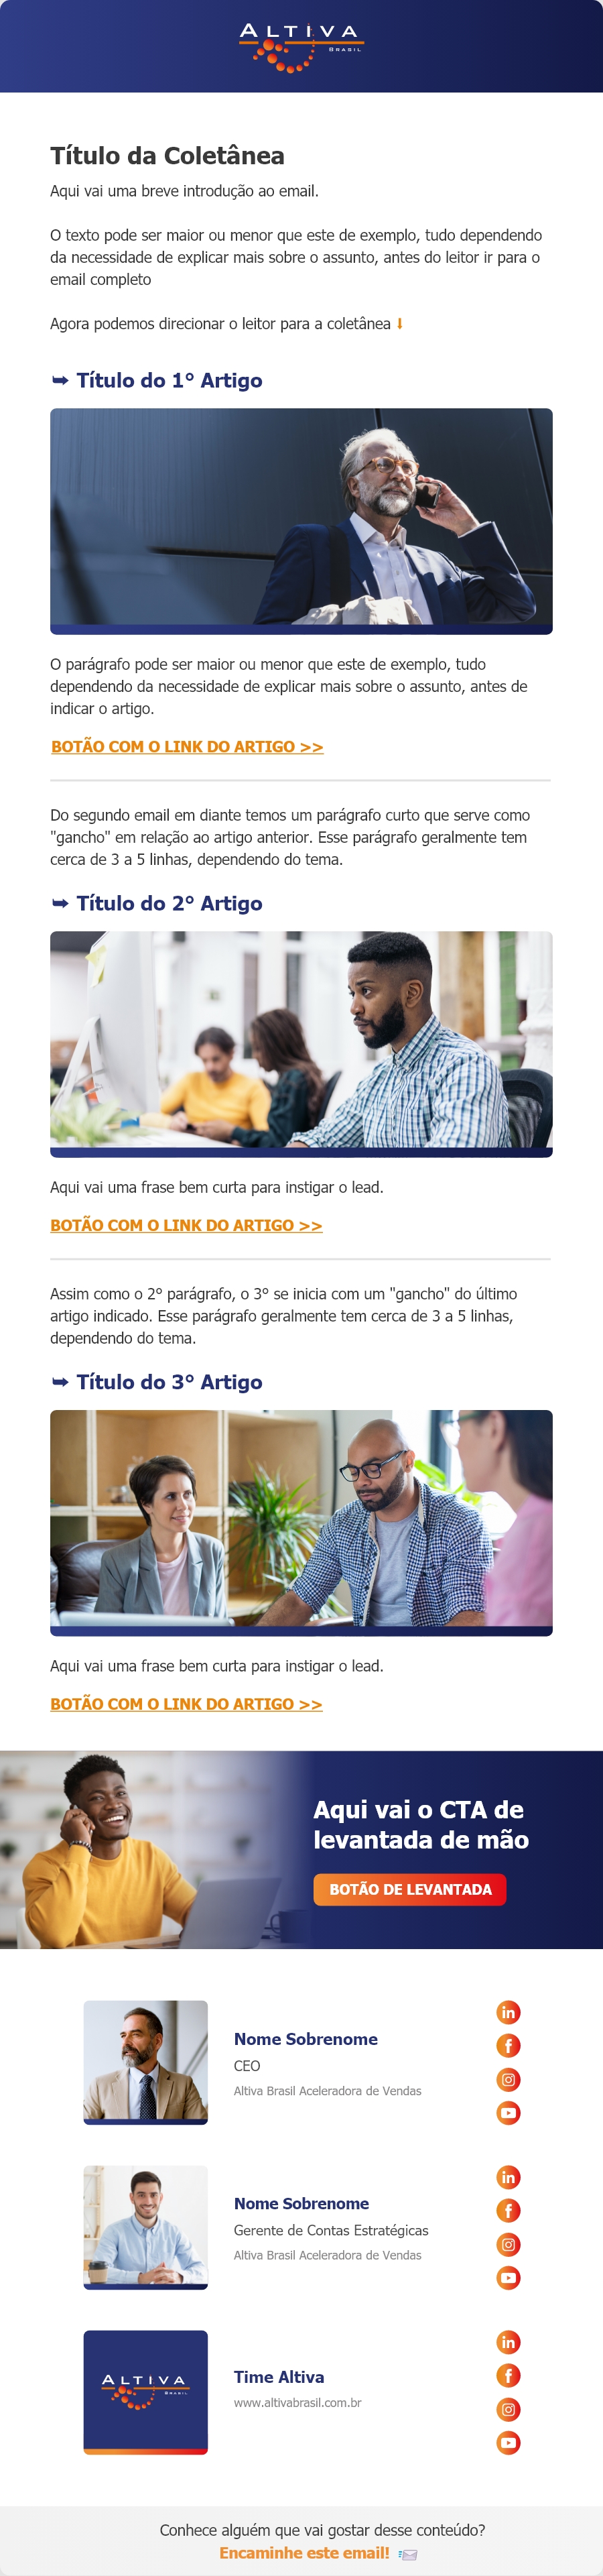 ALTIVA
BRASIL
Título da Coletânea
Aqui vai uma breve introdução ao email.
O texto pode ser maior ou menor que este de exemplo, tudo dependendo
da necessidade de explicar mais sobre o assunto, antes do leitor ir para o
email completo
Agora podemos direcionar o leitor para a coletânea ⬇
➥ Título do 1° Artigo
O parágrafo pode ser maior ou menor que este de exemplo, tudo
dependendo da necessidade de explicar mais sobre o assunto, antes de
indicar o artigo.
BOTÃO COM O LINK DO ARTIGO >>
Do segundo email em diante temos um parágrafo curto que serve como
"gancho" em relação ao artigo anterior. Esse parágrafo geralmente tem
cerca de 3 a 5 linhas, dependendo do tema.
➥ Título do 2° Artigo
Aqui vai uma frase bem curta para instigar o lead.
BOTÃO COM O LINK DO ARTIGO >>
Assim como o 2º parágrafo, o 3º se inicia com um "gancho" do último
artigo indicado. Esse parágrafo geralmente tem cerca de 3 a 5 linhas,
dependendo do tema.
➥ Título do 3° Artigo
Aqui vai uma frase bem curta para instigar o lead.
BOTÃO COM O LINK DO ARTIGO >>
Aqui vai o CTA de
levantada de mão
BOTÃO DE LEVANTADA
Nome Sobrenome
CEO
Altiva Brasil Aceleradora de Vendas
Nome Sobrenome
Gerente de Contas Estratégicas
Altiva Brasil Aceleradora de Vendas
ALTIVA
BRASIL
Time Altiva
www.altivabrasil.com.br
Conhece alguém que vai gostar desse conteúdo?
Encaminhe este email! 📨